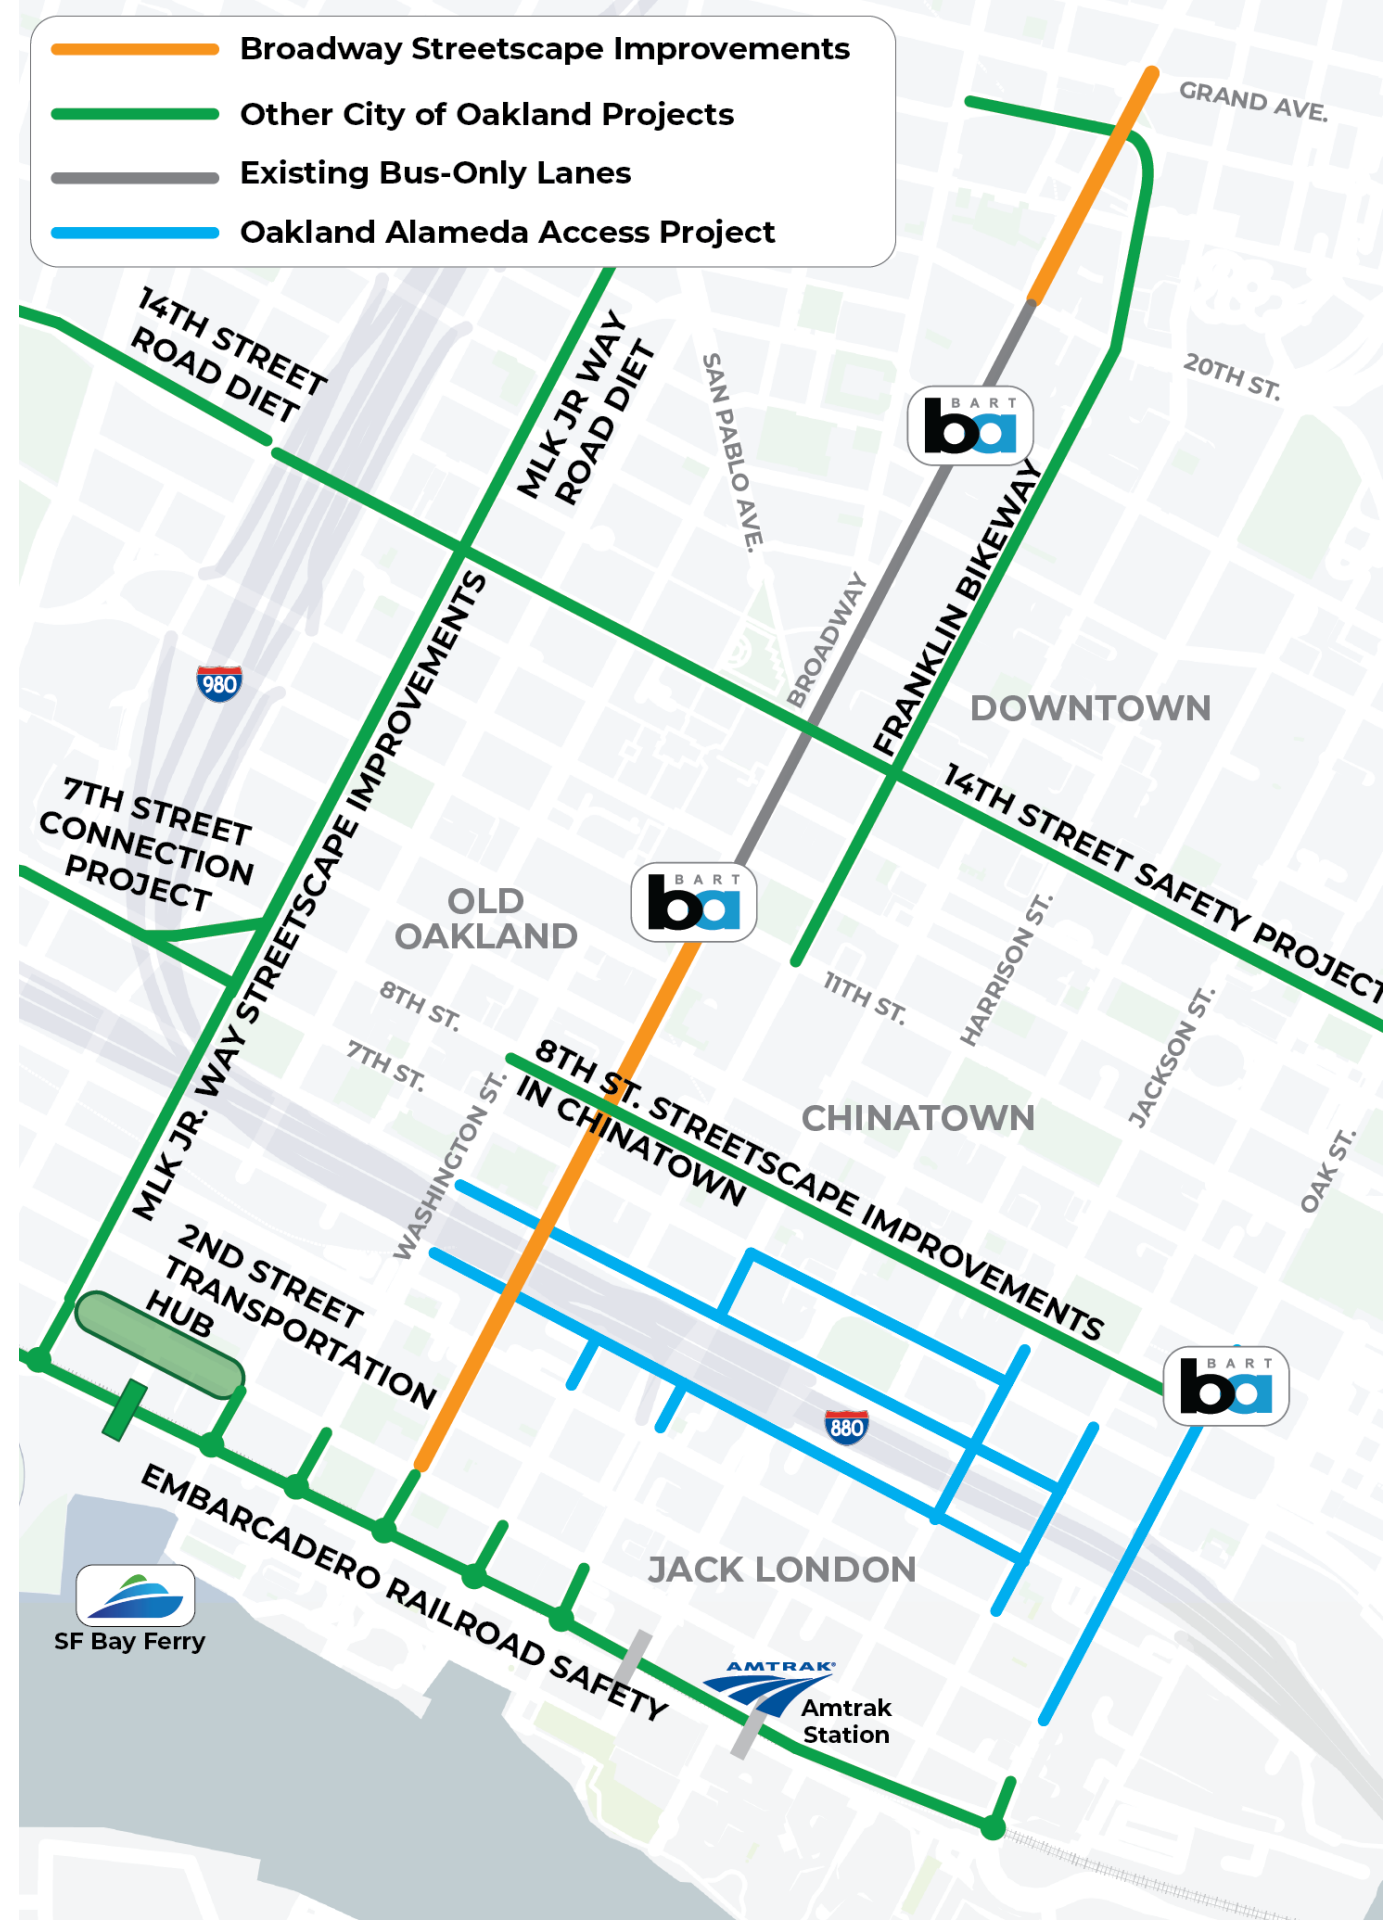 Broadway Streetscape Improvements
Other City of Oakland Projects
Existing Bus-Only Lanes
Oakland Alameda Access Project
GRAND AVE.
14TH STREET
ROAD DIET
MLK JR WAY
ROAD DIET
SAN PABLO AVE.
20TH ST.
BART
ba
FRANKLIN BIKEWAY
BROADWAY
980
DOWNTOWN
MLK JR. WAY STREETSCAPE IMPROVEMENTS
14TH STREET SAFETY PROJECT
7TH STREET
CONNECTION
PROJECT
OLD
OAKLAND
BART
ba
8TH ST.
7TH ST.
11TH ST.
HARRISON ST.
JACKSON ST.
OAK ST.
WASHINGTON ST.
8TH ST. STREETSCAPE IMPROVEMENTS
IN CHINATOWN
CHINATOWN
2ND STREET
TRANSPORTATION
HUB
BART
ba
880
EMBARCADERO RAILROAD SAFETY
JACK LONDON
SF Bay Ferry
AMTRAK®
Amtrak
Station